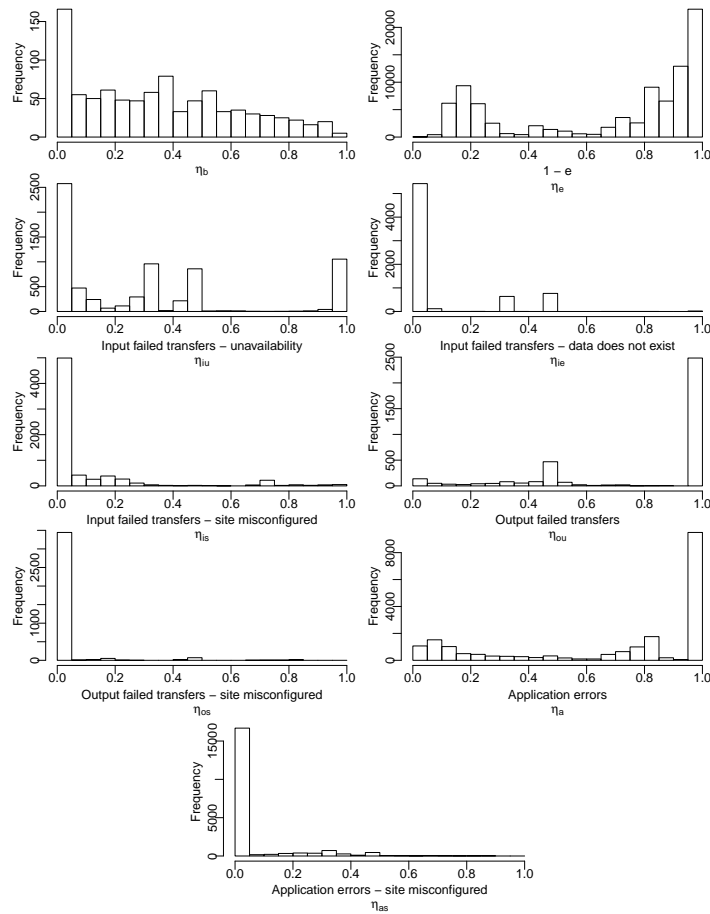 Frequency
0 50 100 150
0.0 0.2 0.4 0.6 0.8 1.0
ηb
Frequency
0 10000 20000
0.0 0.2 0.4 0.6 0.8 1.0
1 − e
ηe
Frequency
0 500 1500 2500
0.0 0.2 0.4 0.6 0.8 1.0
Input failed transfers − unavailability
ηiu
Frequency
0 2000 4000
0.0 0.2 0.4 0.6 0.8 1.0
Input failed transfers − data does not exist
ηie
Frequency
0 2000 4000
0.0 0.2 0.4 0.6 0.8 1.0
Input failed transfers − site misconfigured
ηis
Frequency
0 500 1500 2500
0.0 0.2 0.4 0.6 0.8 1.0
Output failed transfers
ηou
Frequency
0 1000 2500
0.0 0.2 0.4 0.6 0.8 1.0
Output failed transfers − site misconfigured
ηos
Frequency
0 4000 8000
0.0 0.2 0.4 0.6 0.8 1.0
Application errors
ηa
Frequency
0 5000 15000
0.0 0.2 0.4 0.6 0.8 1.0
Application errors − site misconfigured
ηas